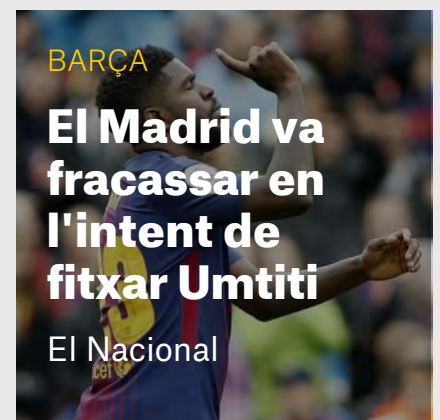 BARÇA
El Madrid va
fracassar en
l'intent de
fitxar Umtiti
El Nacional